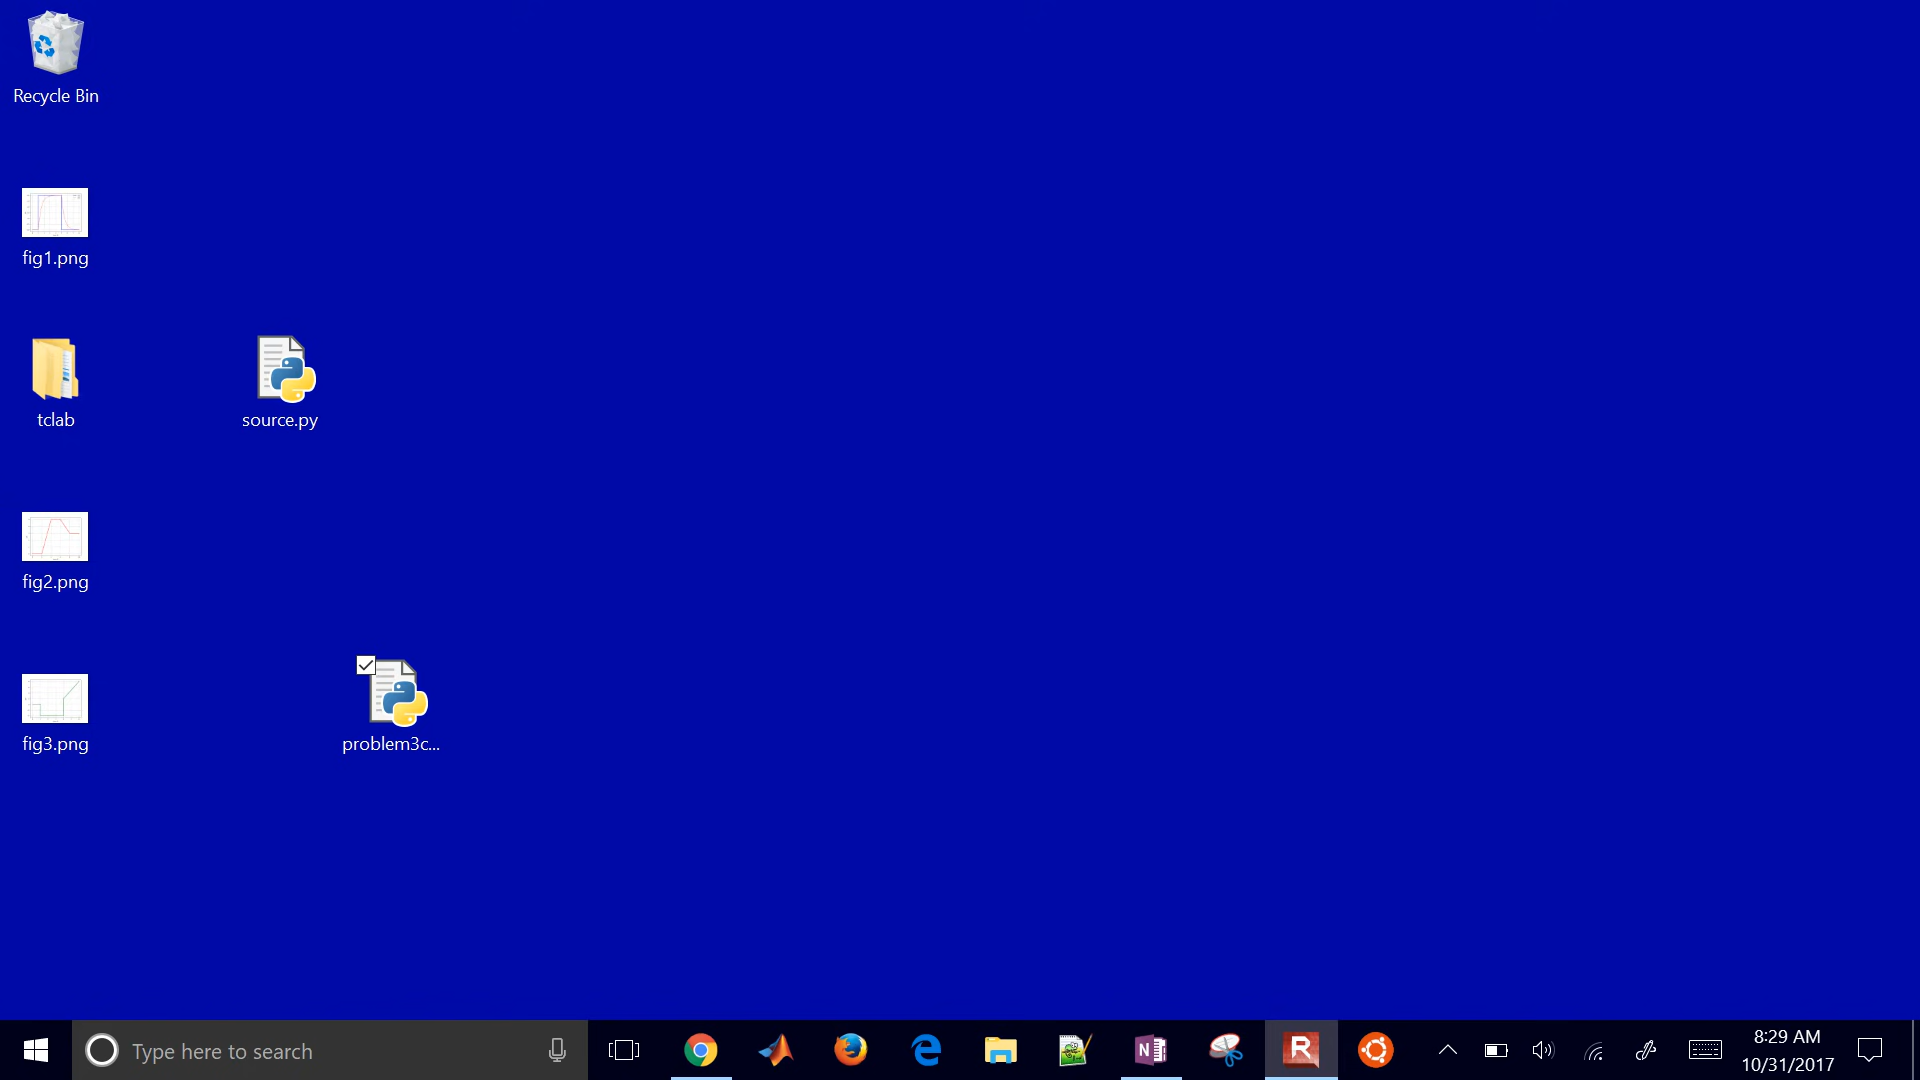 Recycle Bin
fig1.png
tclab
source.py
fig2.png
fig3.png
problem3c...
Type here to search
N
R
8:29 AM
10/31/2017